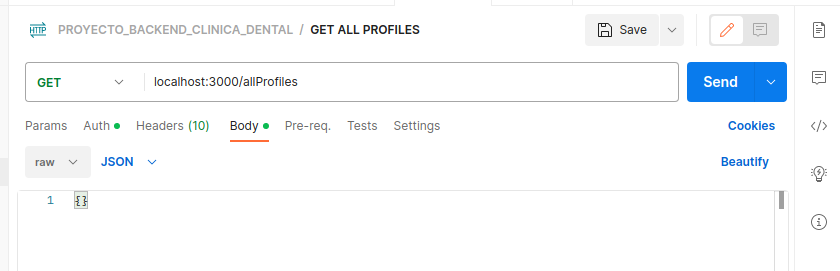 HTTP PROYECTO_BACKEND_CLINICA_DENTAL / GET ALL PROFILES Save
GET localhost:3000/allProfiles Send
Params Auth Headers (10) Body Pre-req. Tests Settings Cookies
raw JSON Beautify
1 {}